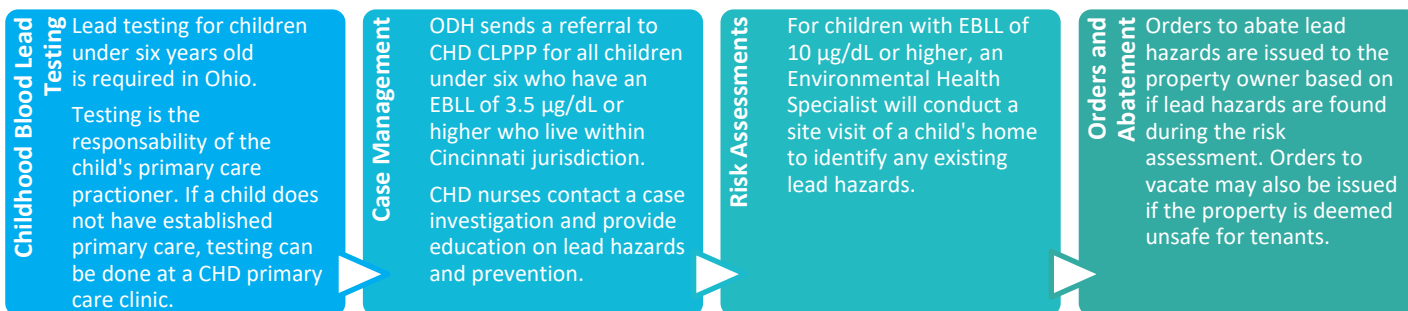 Childhood Blood Lead
Testing
Lead testing for children
under six years old
is required in Ohio.
Testing is the
responsability of the
child's primary care
practioner. If a child does
not have established
primary care, testing can
be done at a CHD primary
care clinic.
Case Management
ODH sends a referral to
CHD CLPPP for all children
under six who have an
EBLL of 3.5 µg/dL or
higher who live within
Cincinnati jurisdiction.
CHD nurses contact a case
investigation and provide
education on lead hazards
and prevention.
Risk Assessments
For children with EBLL of
10 µg/dL or higher, an
Environmental Health
Specialist will conduct a
site visit of a child's home
to identify any existing
lead hazards.
Orders and
Abatement
Orders to abate lead
hazards are issued to the
property owner based on
if lead hazards are found
during the risk
assessment. Orders to
vacate may also be issued
if the property is deemed
unsafe for tenants.